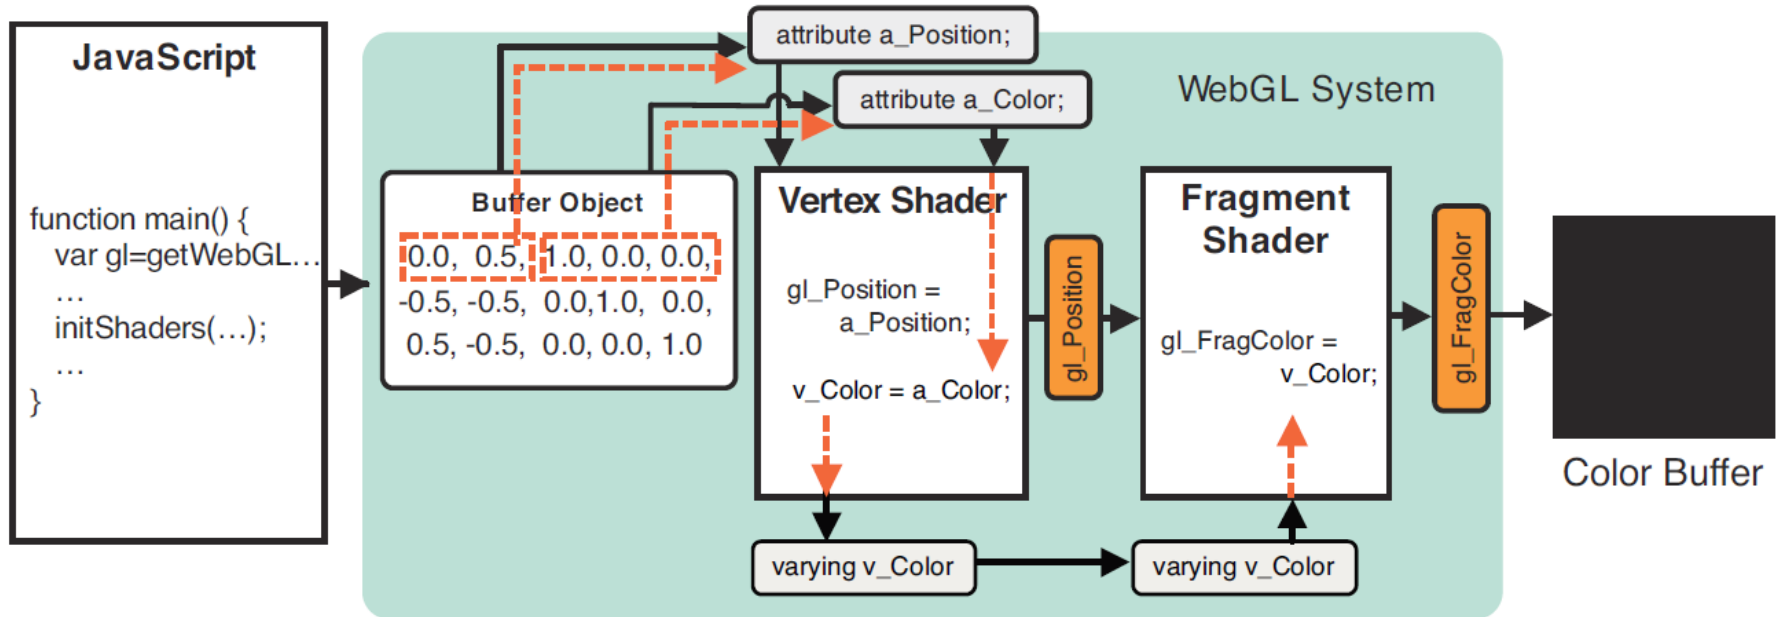 JavaScript
function main() {
var gl=getWebGL…
…
initShaders(…);
…
}
WebGL System
attribute a_Position;
attribute a_Color;
Buffer Object
0.0, 0.5, 1.0, 0.0, 0.0,
-0.5, -0.5, 0.0,1.0, 0.0,
0.5, -0.5, 0.0, 0.0, 1.0
Vertex Shader
gl_Position =
a_Position;
v_Color = a_Color;
varying v_Color
gl_Position
Fragment
Shader
gl_FragColor =
v_Color;
varying v_Color
gl_FragColor
Color Buffer